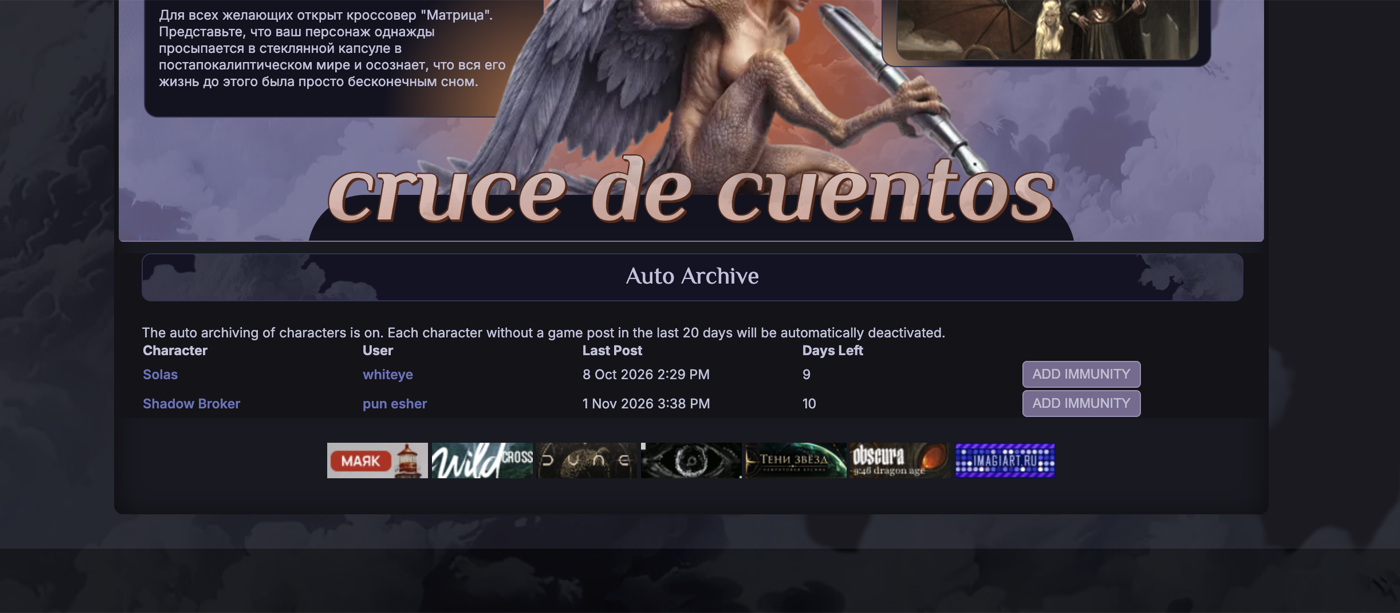 Для всех желающих открыт кроссовер "Матрица".
Представьте, что ваш персонаж однажды
просыпается в стеклянной капсуле в
постапокалиптическом мире и осознает, что вся его
жизнь до этого была просто бесконечным сном.
cruce de cuentos
Auto Archive
The auto archiving of characters is on. Each character without a game post in the last 20 days will be automatically deactivated.
Character User Last Post Days Left
Solas whiteye 8 Oct 2026 2:29 PM 9 ADD IMMUNITY
Shadow Broker pun esher 1 Nov 2026 3:38 PM 10 ADD IMMUNITY
МАЯК Wild CROSS DUNE ТЕНИ ЗВЁЗД obscura 9:46 dragon age IMAGIART.RU